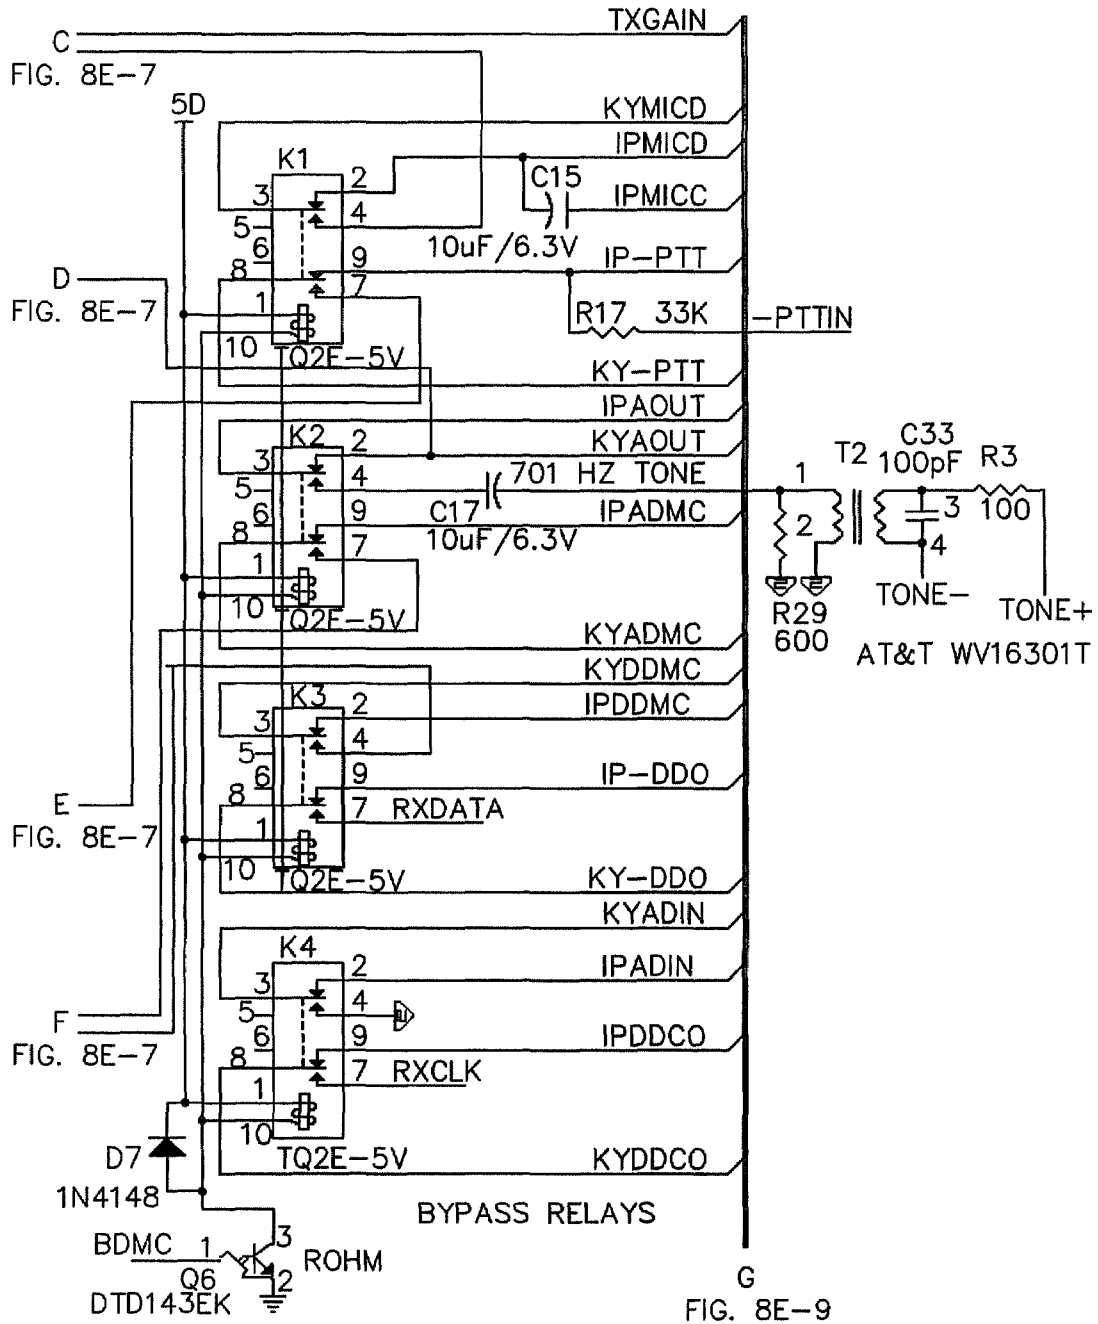 TXGAIN
C
FIG. 8E-7
5D
KYMICD
IPMICD
K1
2
C15
3
4
IPMICC
5
10uF/6.3V
6
9
IP-PTT
8
7
D
FIG. 8E-7
1
R17 33K
-PTTIN
10
TQ2E-5V
KY-PTT
IPAOUT
K2
2
KYAOUT
3
4
701 HZ TONE
5
C17
10uF/6.3V
6
9
IPADMC
8
7
1
10
TQ2E-5V
T2
C33
100pF
R3
100
1
2
3
4
R29
600
TONE-
TONE+
AT&T WV16301T
KYADMC
KYDDMC
K3
2
IPDDMC
3
4
5
6
9
IP-DDO
8
7
RXDATA
E
FIG. 8E-7
1
10
TQ2E-5V
KY-DDO
KYADIN
K4
2
IPADIN
3
4
5
6
9
IPDDCO
F
FIG. 8E-7
8
7
RXCLK
1
10
TQ2E-5V
KYDDCO
D7
1N4148
BYPASS RELAYS
BDMC
1
3
ROHM
Q6
2
DTD143EK
G
FIG. 8E-9